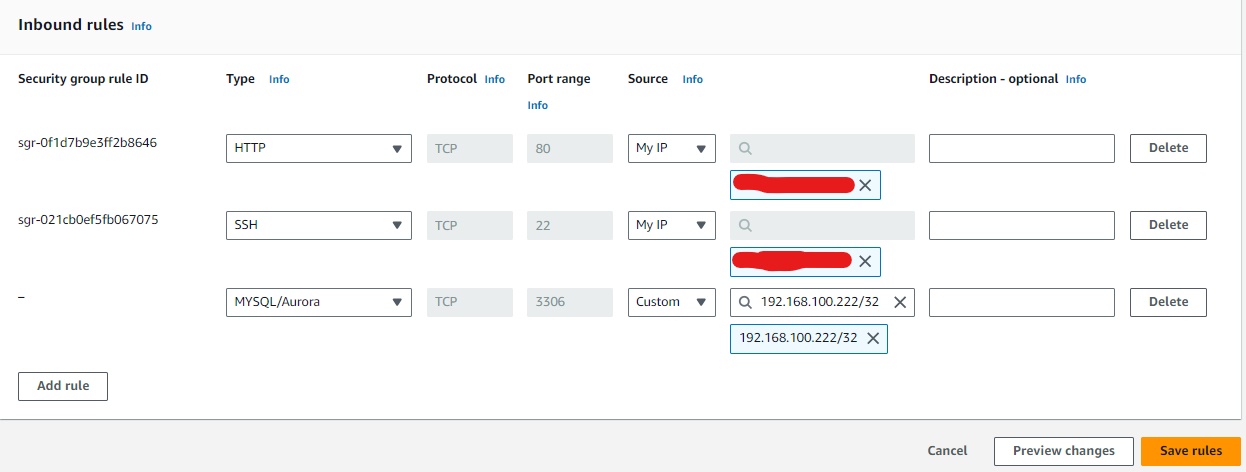 Inbound rules Info
Security group rule ID Type Info Protocol Info Port range Info Source Info Description - optional Info
sgr-0f1d7b9e3ff2b8646 HTTP TCP 80 My IP Delete
sgr-021cb0ef5fb067075 SSH TCP 22 My IP Delete
– MYSQL/Aurora TCP 3306 Custom 192.168.100.222/32 Delete
192.168.100.222/32
Add rule
Cancel Preview changes Save rules